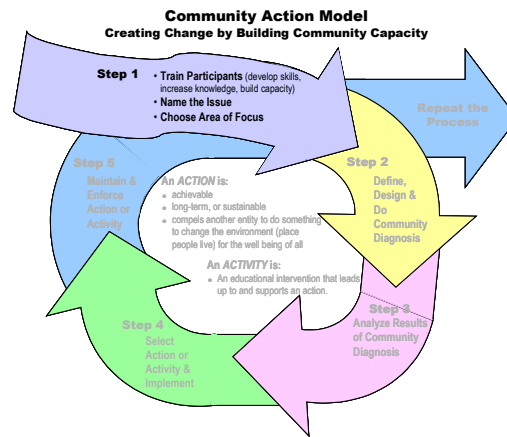 Community Action Model
Creating Change by Building Community Capacity
Step 1
• Train Participants (develop skills,
increase knowledge, build capacity)
• Name the Issue
• Choose Area of Focus
Repeat the
Process
Step 2
Define,
Design &
Do
Community
Diagnosis
Step 3
Analyze Results
of Community
Diagnosis
Step 4
Select
Action or
Activity &
Implement
Step 5
Maintain &
Enforce
Action or
Activity
An ACTION is:
• achievable
• long-term, or sustainable
• compels another entity to do something
to change the environment (place
people live) for the well being of all
An ACTIVITY is:
• An educational intervention that leads
up to and supports an action.